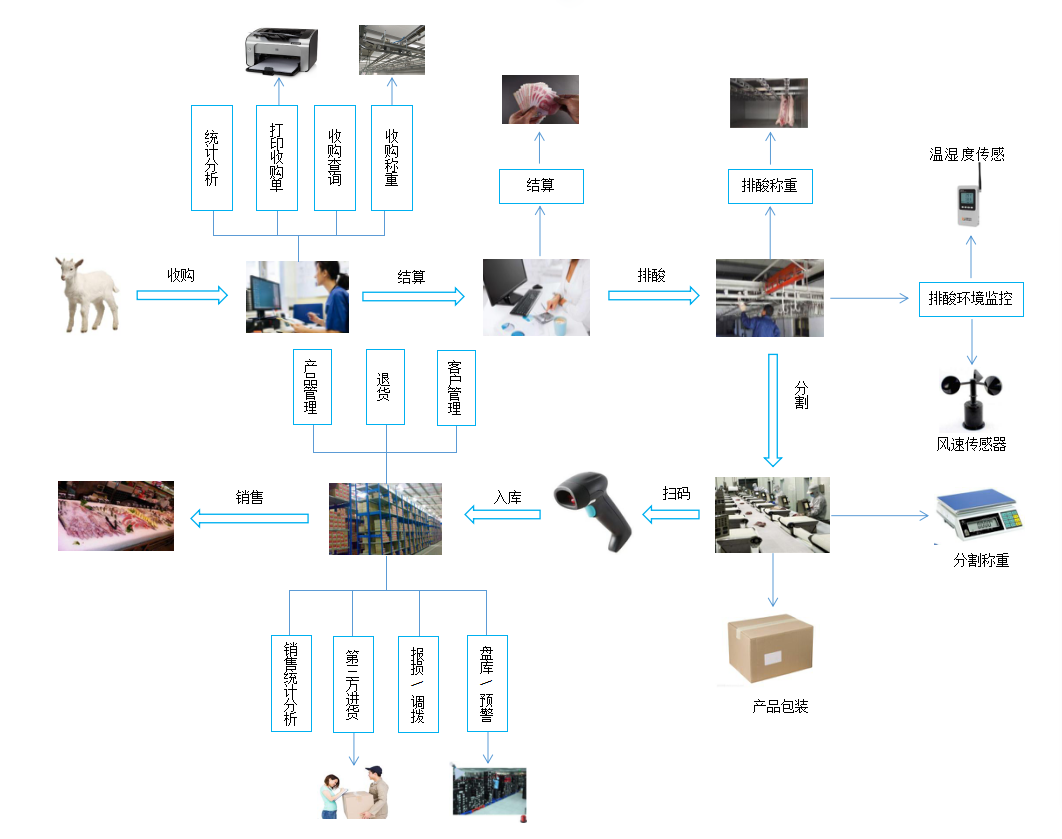 统计分析
打印收购单
收购查询
收购称重
结算
排酸称重
温湿度传感
收购
结算
排酸
排酸环境监控
产品管理
退货
客户管理
分割
风速传感器
销售
入库
扫码
分割称重
销售统计分析
第三方进货
报损/调拨
盘库/预警
产品包装